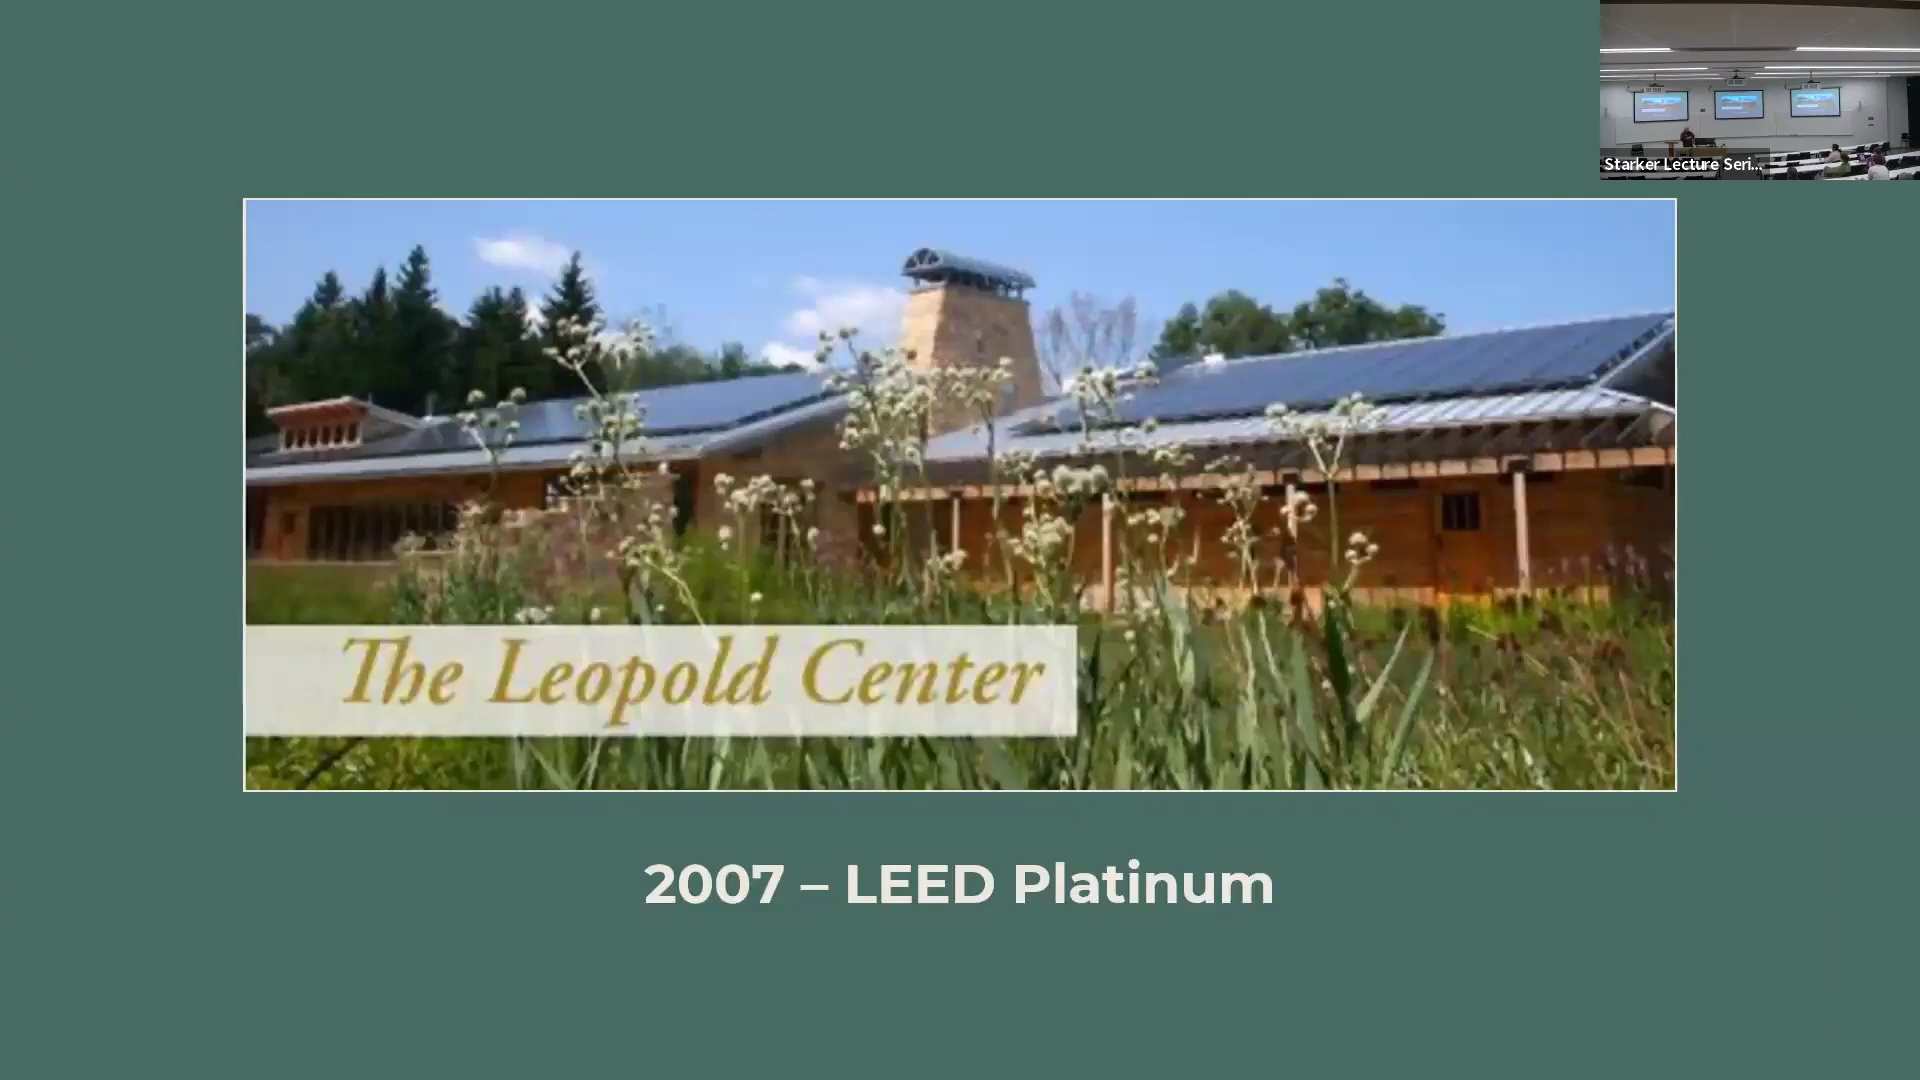 Starker Lecture Seri...
The Leopold Center
2007 – LEED Platinum